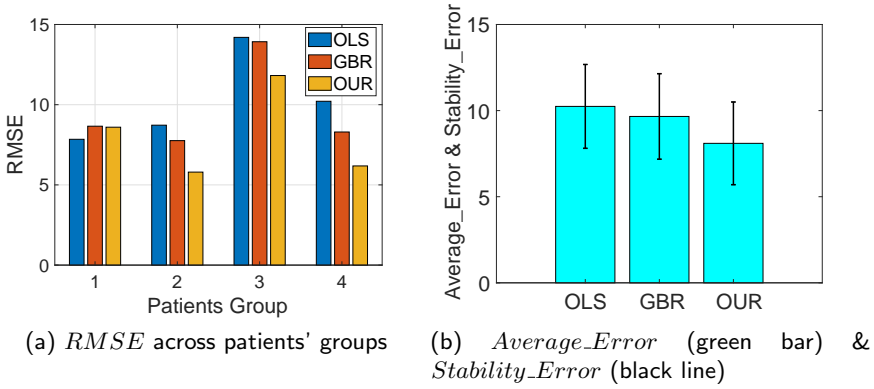 15
10
5
0
RMSE
OLS
GBR
OUR
1 2 3 4
Patients Group
(a) RMSE across patients' groups
15
10
5
0
Average_Error & Stability_Error
OLS GBR OUR
(b) Average_Error (green bar) &
Stability_Error (black line)